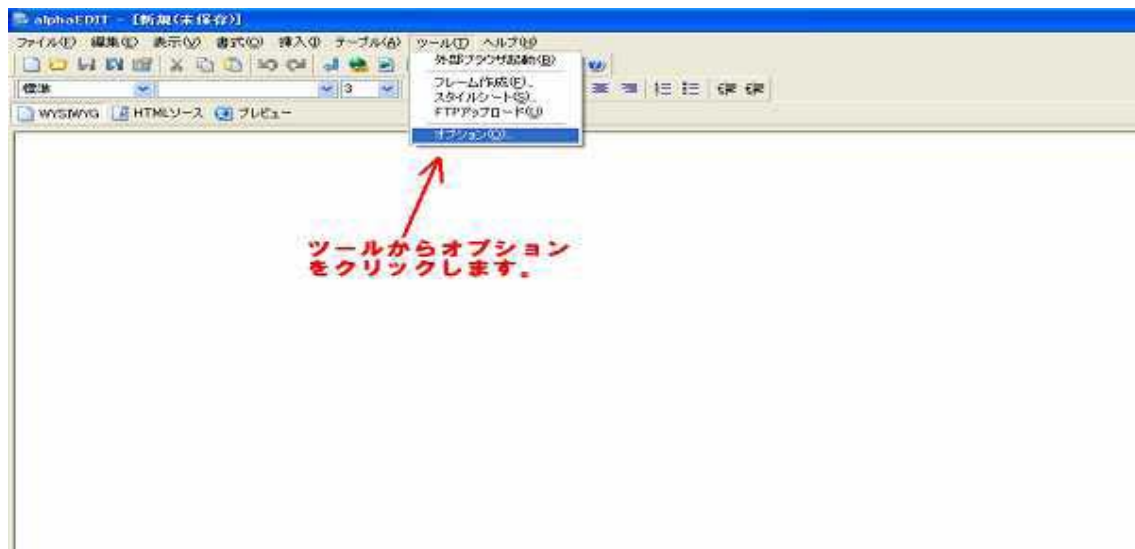 alphaEDIT - [新規(未保存)]
ファイル(F) 編集(E) 表示(V) 書式(O) 挿入(I) テーブル(A) ツール(T) ヘルプ(H)
外部ブラウザ起動(B)
標準 3
フレーム作成(F)...
スタイルシート(S)...
FTPアップロード(U)
WYSIWYG HTMLソース プレビュー
オプション(O)...
ツールからオプション
をクリックします。